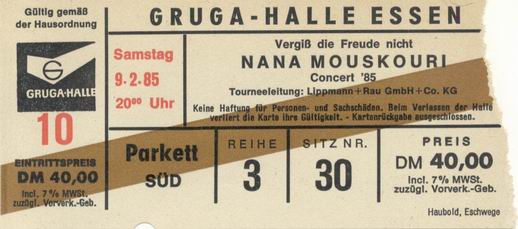 Gültig gemäß
der Hausordnung
GRUGA-HALLE ESSEN
GRUGA-HALLE
10
EINTRITTSPREIS
DM 40,00
Incl. 7% MWSt.
zuzügl. Vorverk.-Geb.
Samstag
9.2.85
20⁰⁰ Uhr
Vergiß die Freude nicht
NANA MOUSKOURI
Concert '85
Tourneeleitung: Lippmann+Rau GmbH+Co. KG
Keine Haftung für Personen- und Sachschäden. Beim Verlassen der Halle
verliert die Karte ihre Gültigkeit. - Kartenrückgabe ausgeschlossen.
Parkett
SÜD
REIHE
3
SITZ NR.
30
PREIS
DM 40,00
Incl. 7% MWSt.
zuzügl. Vorverk.-Geb.
Haubold, Eschwege